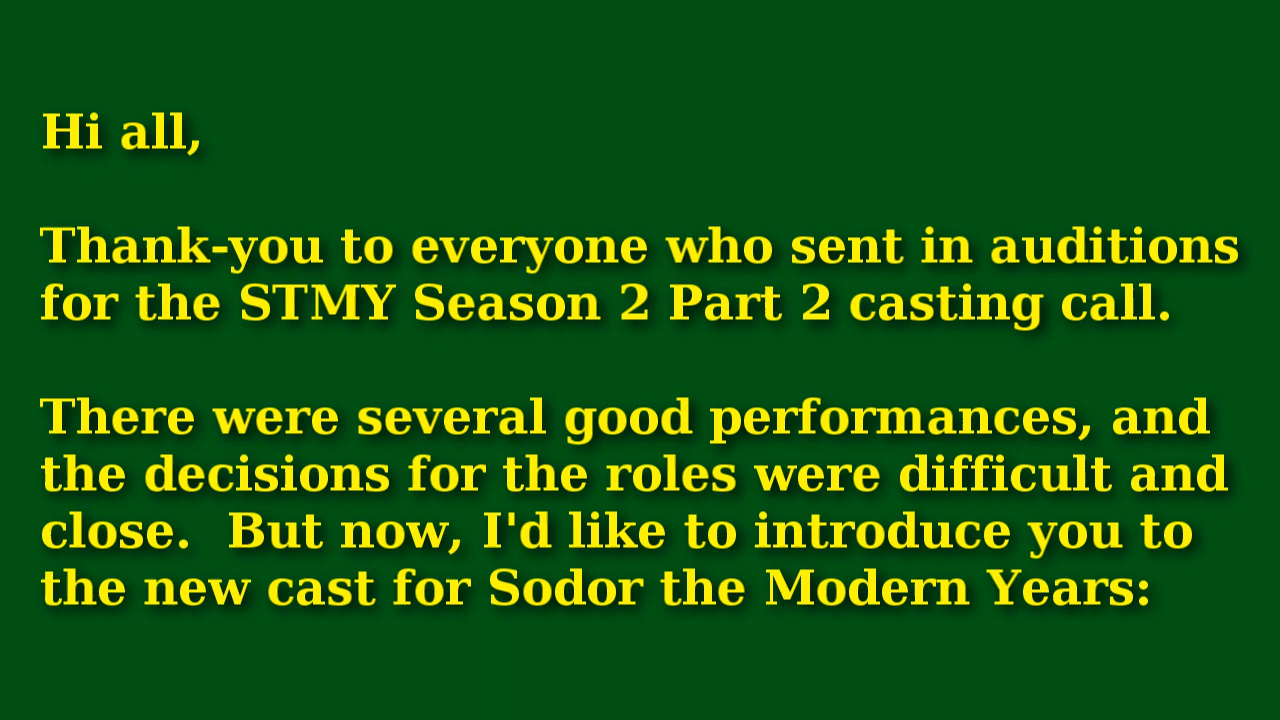 Hi all,
Thank-you to everyone who sent in auditions
for the STMY Season 2 Part 2 casting call.
There were several good performances, and
the decisions for the roles were difficult and
close.  But now, I'd like to introduce you to
the new cast for Sodor the Modern Years: